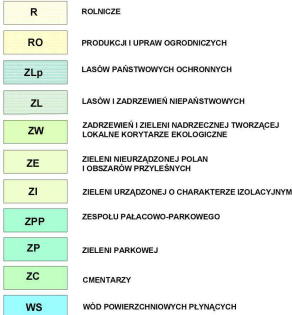 R ROLNICZE
RO PRODUKCJI I UPRAW OGRODNICZYCH
ZLp LASÓW PAŃSTWOWYCH OCHRONNYCH
ZL LASÓW I ZADRZEWIEŃ NIEPAŃSTWOWYCH
ZW ZADRZEWIEŃ I ZIELENI NADRZECZNEJ TWORZĄCEJ
LOKALNE KORYTARZE EKOLOGICZNE
ZE ZIELENI NIEURZĄDZONEJ POLAN
I OBSZARÓW PRZYLEŚNYCH
ZI ZIELENI URZĄDZONEJ O CHARAKTERZE IZOLACYJNYM
ZPP ZESPOŁU PAŁACOWO-PARKOWEGO
ZP ZIELENI PARKOWEJ
ZC CMENTARZY
WS WÓD POWIERZCHNIOWYCH PŁYNĄCYCH